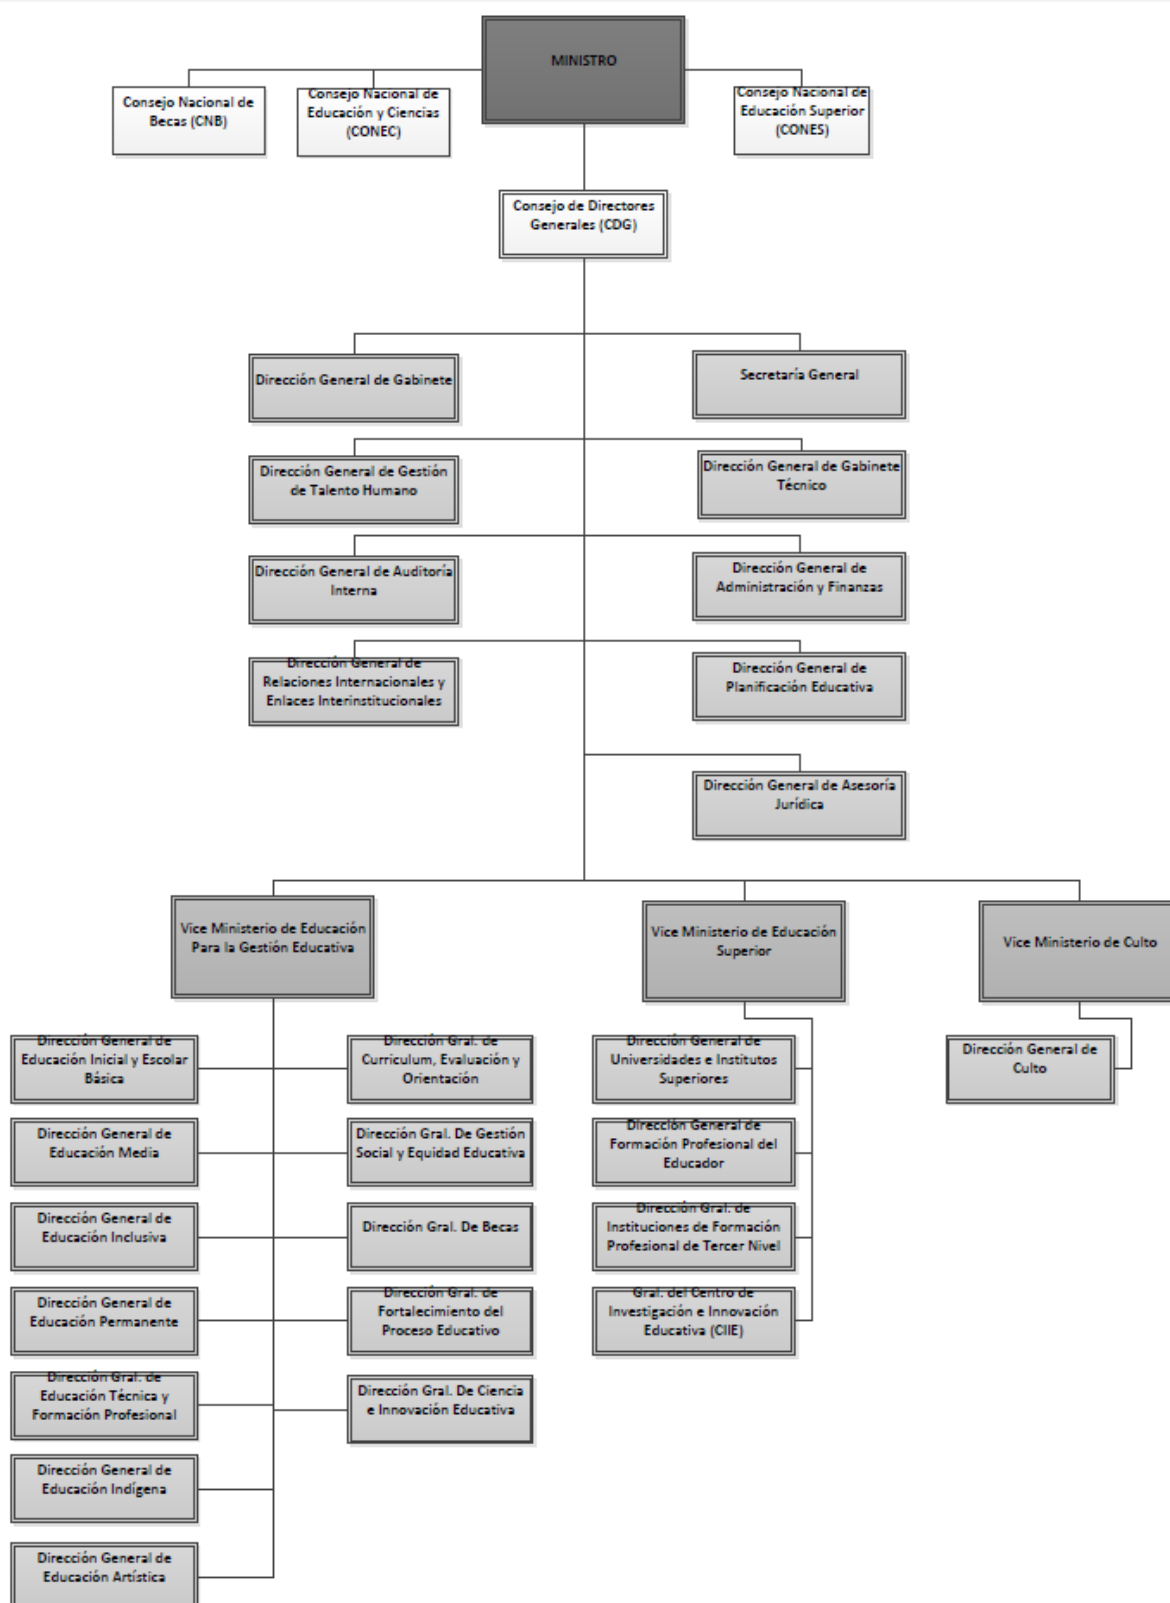 MINISTRO
Consejo Nacional de
Becas (CNB)
Consejo Nacional de
Educación y Ciencias
(CONEC)
Consejo Nacional de
Educación Superior
(CONES)
Consejo de Directores
Generales (CDG)
Dirección General de Gabinete
Secretaría General
Dirección General de Gestión
de Talento Humano
Dirección General de Gabinete
Técnico
Dirección General de Auditoría
Interna
Dirección General de
Administración y Finanzas
Dirección General de
Relaciones Internacionales y
Enlaces Interinstitucionales
Dirección General de
Planificación Educativa
Dirección General de Asesoría
Jurídica
Vice Ministerio de Educación
Para la Gestión Educativa
Vice Ministerio de Educación
Superior
Vice Ministerio de Culto
Dirección General de
Educación Inicial y Escolar
Básica
Dirección Gral. de
Curriculum, Evaluación y
Orientación
Dirección General de
Universidades e Institutos
Superiores
Dirección General de
Culto
Dirección General de
Educación Media
Dirección Gral. De Gestión
Social y Equidad Educativa
Dirección General de
Formación Profesional del
Educador
Dirección General de
Educación Inclusiva
Dirección Gral. De Becas
Dirección Gral. de
Instituciones de Formación
Profesional de Tercer Nivel
Dirección General de
Educación Permanente
Dirección Gral. de
Fortalecimiento del
Proceso Educativo
Gral. del Centro de
Investigación e Innovación
Educativa (CIIE)
Dirección Gral. de
Educación Técnica y
Formación Profesional
Dirección Gral. De Ciencia
e Innovación Educativa
Dirección General de
Educación Indígena
Dirección General de
Educación Artística